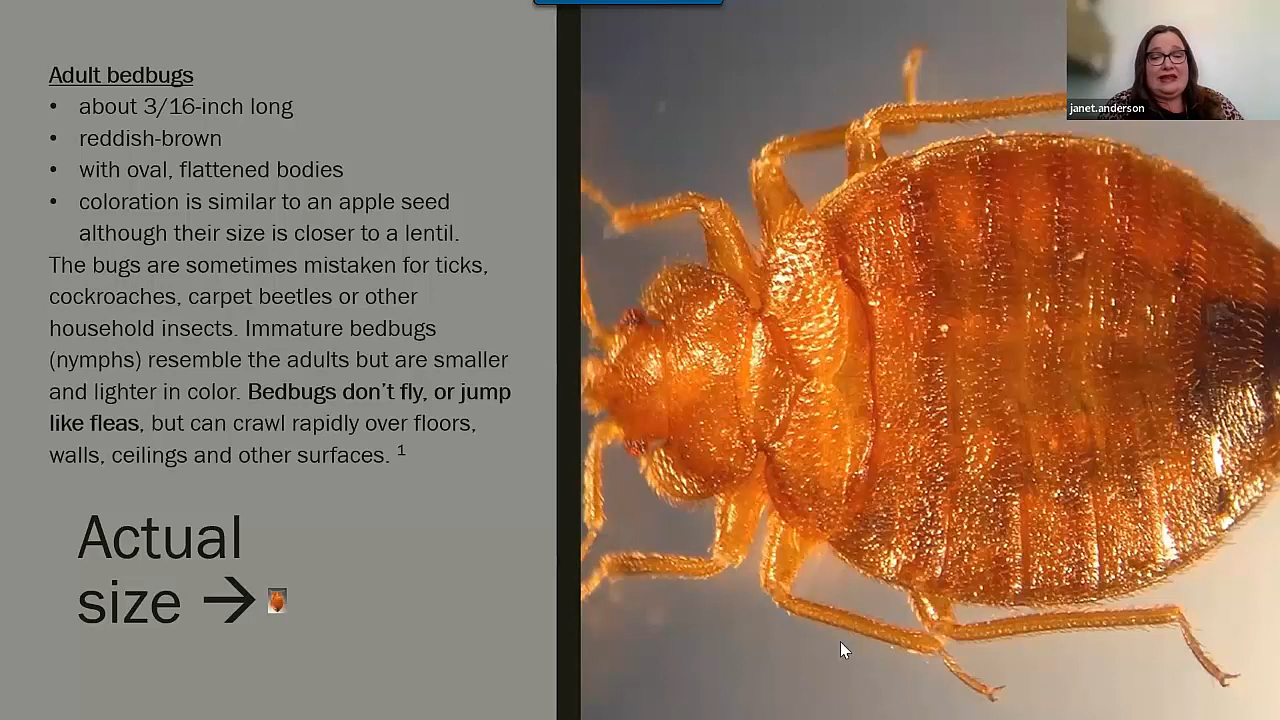 Adult bedbugs
• about 3/16-inch long
• reddish-brown
• with oval, flattened bodies
• coloration is similar to an apple seed
although their size is closer to a lentil.
The bugs are sometimes mistaken for ticks,
cockroaches, carpet beetles or other
household insects. Immature bedbugs
(nymphs) resemble the adults but are smaller
and lighter in color. Bedbugs don't fly, or jump
like fleas, but can crawl rapidly over floors,
walls, ceilings and other surfaces. 1
Actual
size →
janet.anderson